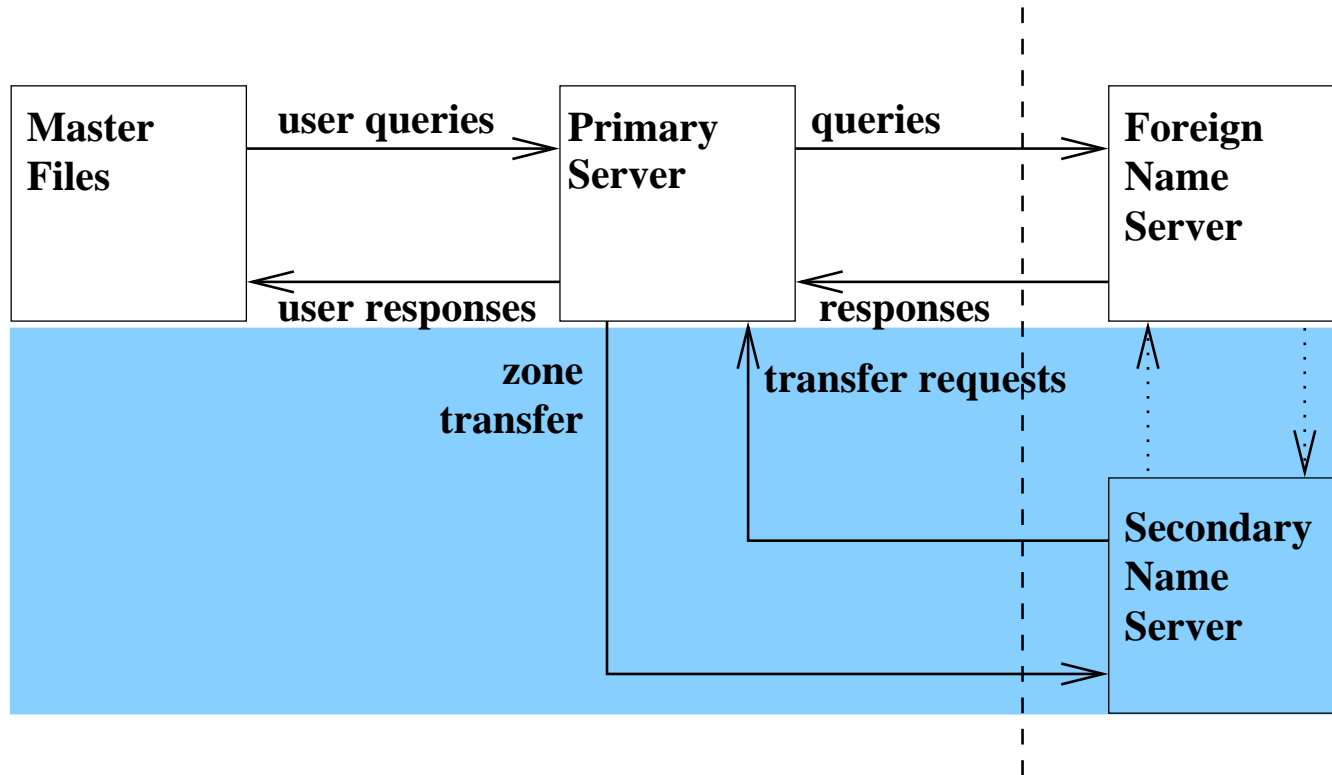 Master
Files
user queries
Primary
Server
queries
Foreign
Name
Server
user responses
responses
zone
transfer
transfer requests
Secondary
Name
Server